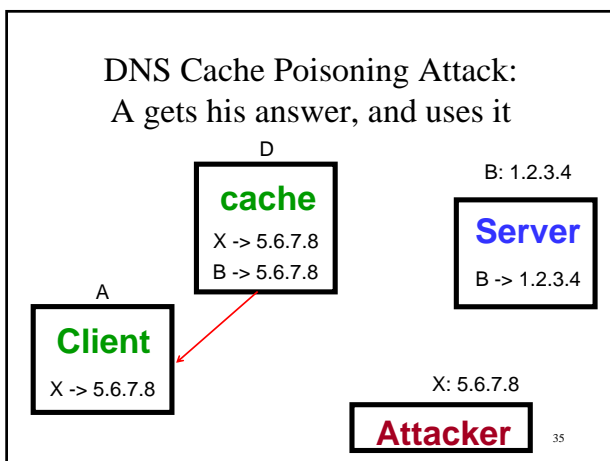 DNS Cache Poisoning Attack:
A gets his answer, and uses it
D
cache
X -> 5.6.7.8
B -> 5.6.7.8
B: 1.2.3.4
Server
B -> 1.2.3.4
A
Client
X -> 5.6.7.8
X: 5.6.7.8
Attacker
35